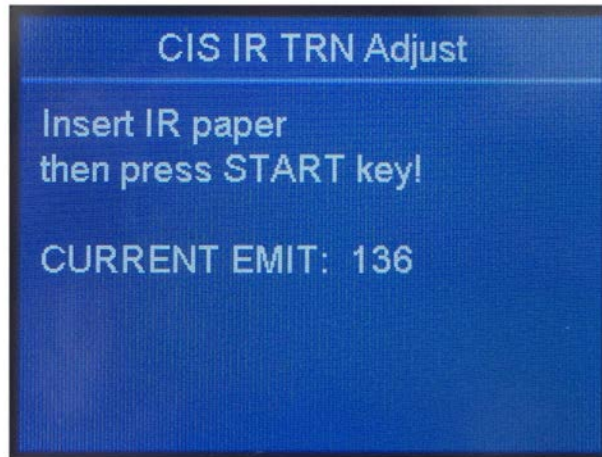 CIS IR TRN Adjust
Insert IR paper
then press START key!
CURRENT EMIT: 136